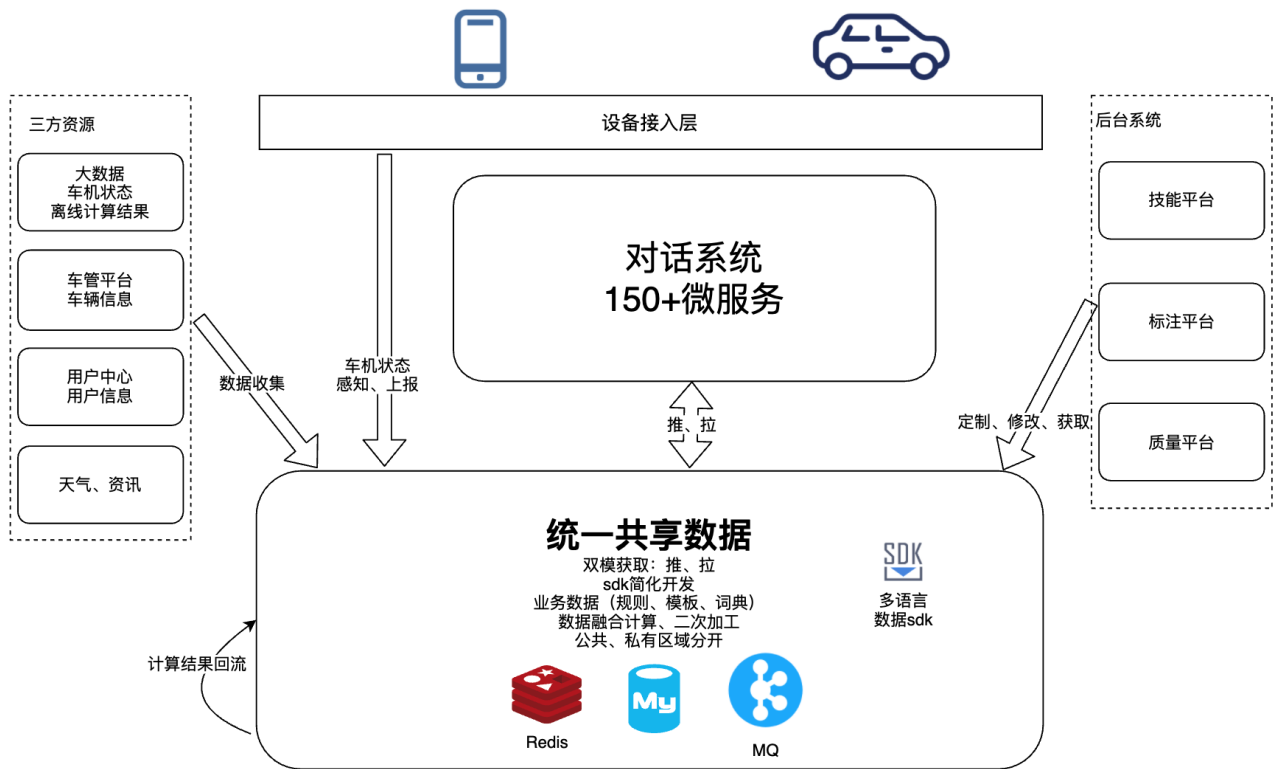 设备接入层
三方资源
大数据
车机状态
离线计算结果
车管平台
车辆信息
用户中心
用户信息
天气、资讯
数据收集
车机状态
感知、上报
对话系统
150+微服务
推、拉
后台系统
技能平台
标注平台
质量平台
定制、修改、获取
统一共享数据
双模获取：推、拉
sdk简化开发
业务数据（规则、模板、词典）
数据融合计算、二次加工
公共、私有区域分开
SDK
多语言
数据sdk
计算结果回流
My
Redis
MQ